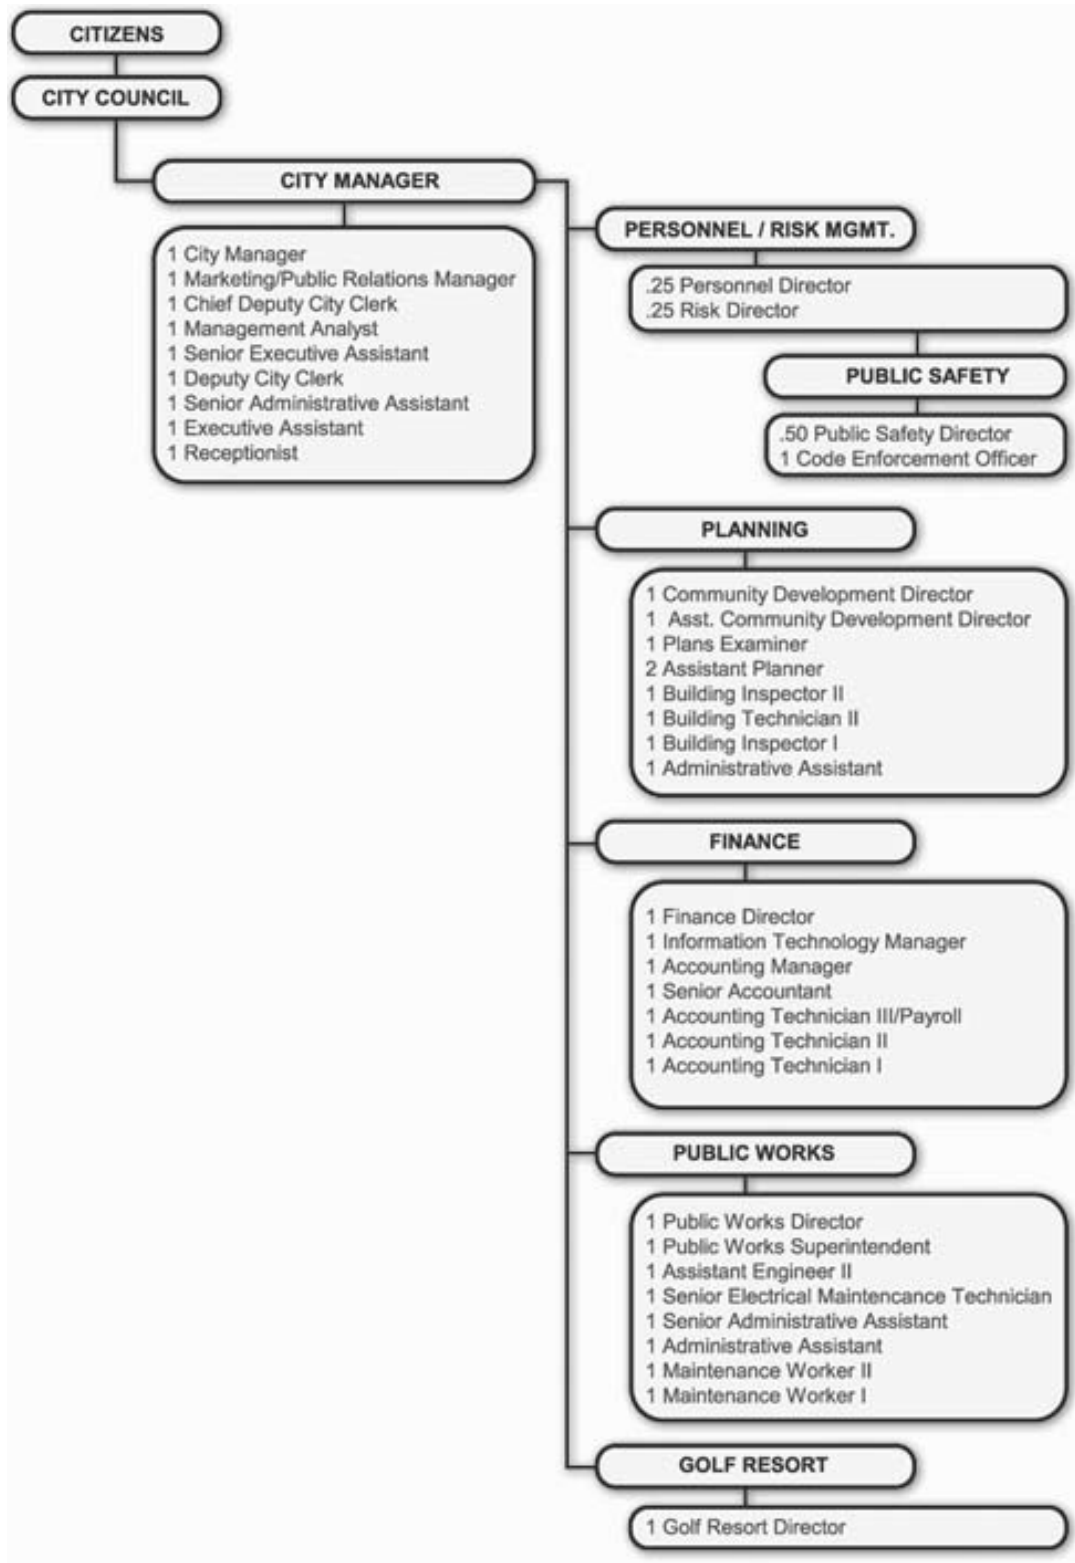 CITIZENS
CITY COUNCIL
CITY MANAGER
1 City Manager
1 Marketing/Public Relations Manager
1 Chief Deputy City Clerk
1 Management Analyst
1 Senior Executive Assistant
1 Deputy City Clerk
1 Senior Administrative Assistant
1 Executive Assistant
1 Receptionist
PERSONNEL / RISK MGMT.
.25 Personnel Director
.25 Risk Director
PUBLIC SAFETY
.50 Public Safety Director
1 Code Enforcement Officer
PLANNING
1 Community Development Director
1 Asst. Community Development Director
1 Plans Examiner
2 Assistant Planner
1 Building Inspector II
1 Building Technician II
1 Building Inspector I
1 Administrative Assistant
FINANCE
1 Finance Director
1 Information Technology Manager
1 Accounting Manager
1 Senior Accountant
1 Accounting Technician III/Payroll
1 Accounting Technician II
1 Accounting Technician I
PUBLIC WORKS
1 Public Works Director
1 Public Works Superintendent
1 Assistant Engineer II
1 Senior Electrical Maintencance Technician
1 Senior Administrative Assistant
1 Administrative Assistant
1 Maintenance Worker II
1 Maintenance Worker I
GOLF RESORT
1 Golf Resort Director